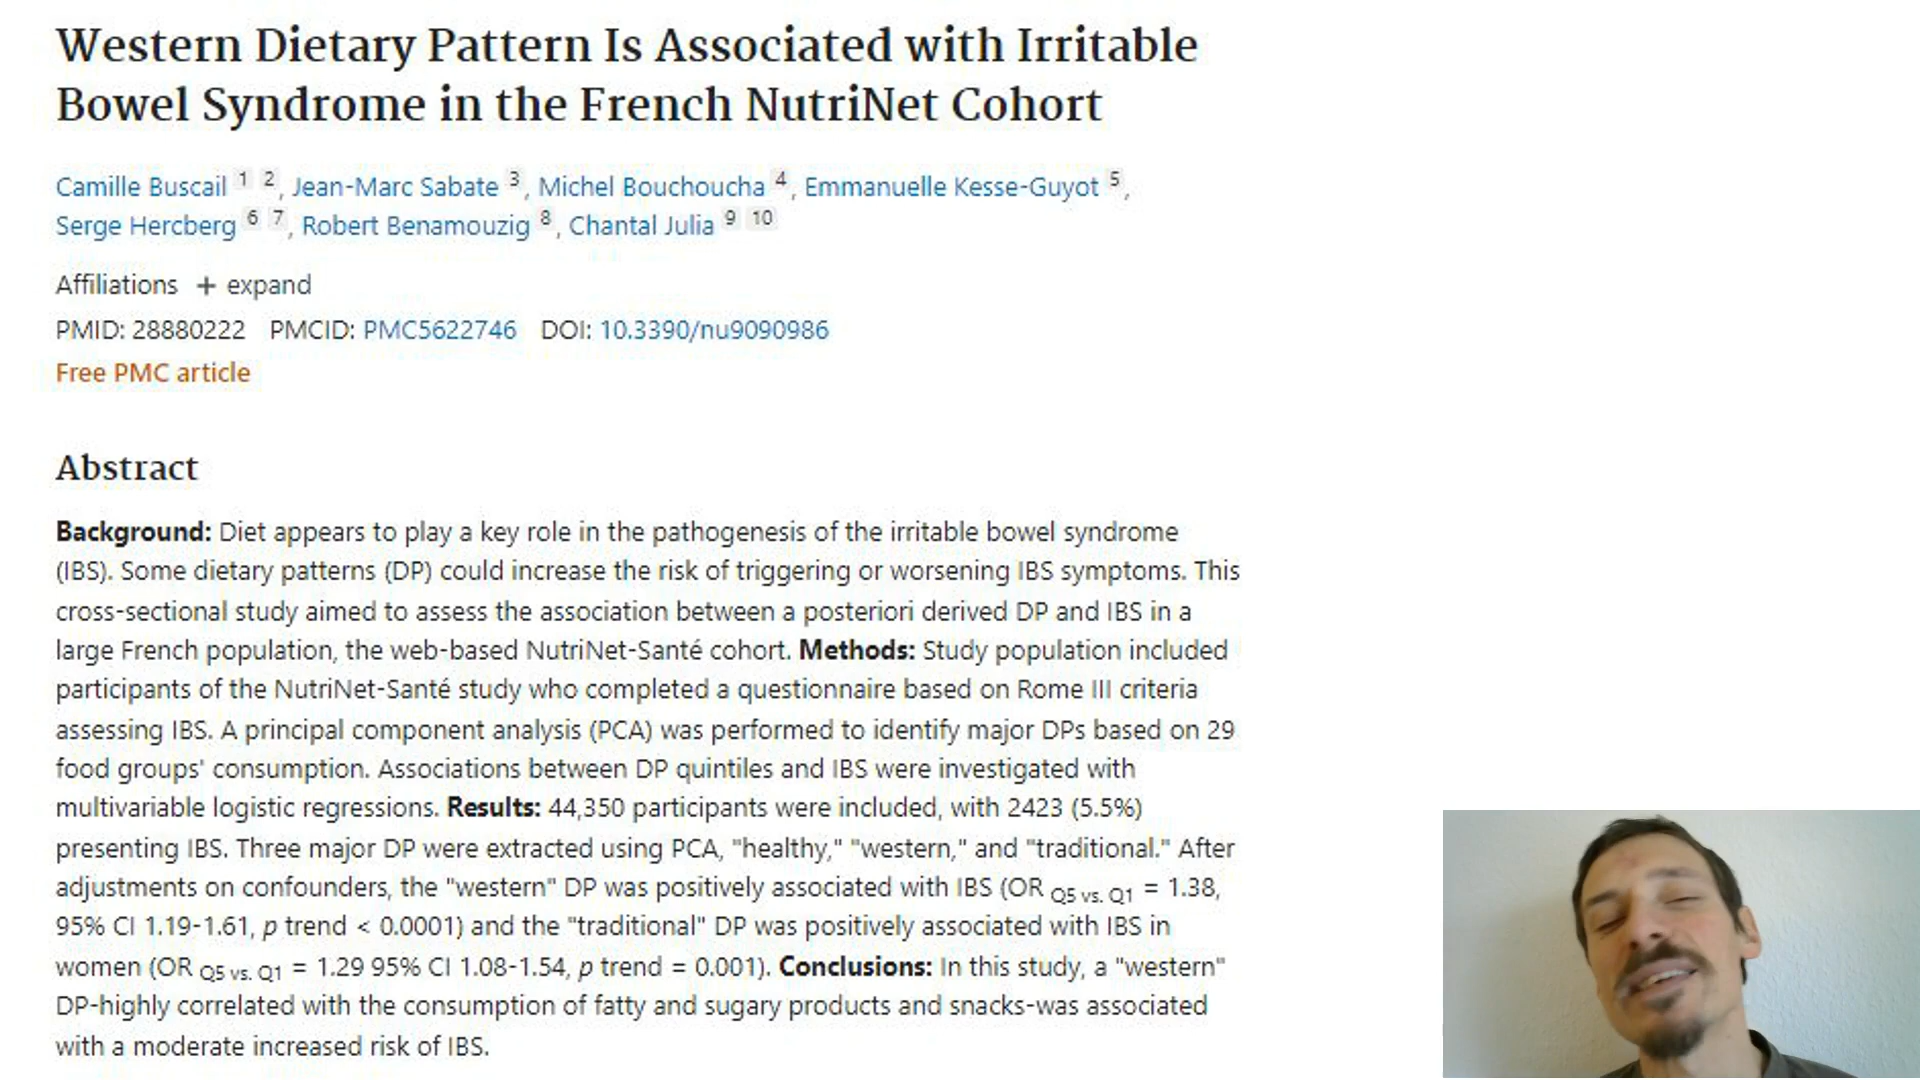 Western Dietary Pattern Is Associated with Irritable
Bowel Syndrome in the French NutriNet Cohort
Camille Buscail 1 2, Jean-Marc Sabate 3, Michel Bouchoucha 4, Emmanuelle Kesse-Guyot 5,
Serge Hercberg 6 7, Robert Benamouzig 8, Chantal Julia 9 10
Affiliations + expand
PMID: 28880222 PMCID: PMC5622746 DOI: 10.3390/nu9090986
Free PMC article
Abstract
Background: Diet appears to play a key role in the pathogenesis of the irritable bowel syndrome
(IBS). Some dietary patterns (DP) could increase the risk of triggering or worsening IBS symptoms. This
cross-sectional study aimed to assess the association between a posteriori derived DP and IBS in a
large French population, the web-based NutriNet-Santé cohort. Methods: Study population included
participants of the NutriNet-Santé study who completed a questionnaire based on Rome III criteria
assessing IBS. A principal component analysis (PCA) was performed to identify major DPs based on 29
food groups' consumption. Associations between DP quintiles and IBS were investigated with
multivariable logistic regressions. Results: 44,350 participants were included, with 2423 (5.5%)
presenting IBS. Three major DP were extracted using PCA, "healthy," "western," and "traditional." After
adjustments on confounders, the "western" DP was positively associated with IBS (OR Q5 vs. Q1 = 1.38,
95% CI 1.19-1.61, p trend < 0.0001) and the "traditional" DP was positively associated with IBS in
women (OR Q5 vs. Q1 = 1.29 95% CI 1.08-1.54, p trend = 0.001). Conclusions: In this study, a "western"
DP-highly correlated with the consumption of fatty and sugary products and snacks-was associated
with a moderate increased risk of IBS.